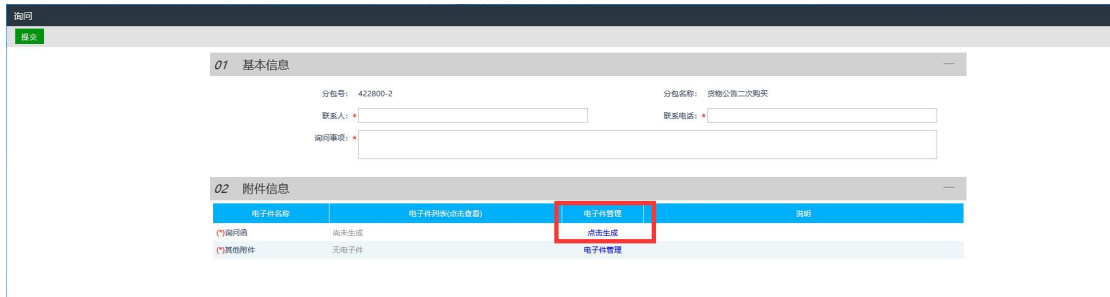 询问
提交
01 基本信息 —
分包号： 422800-2 分包名称： 货物公告二次购买
联系人： * 联系电话： *
询问事项： *
02 附件信息 —
电子件名称 电子件列表(点击查看) 电子件管理 说明
(*)询问函 尚未生成 点击生成
(*)其他附件 无电子件 电子件管理